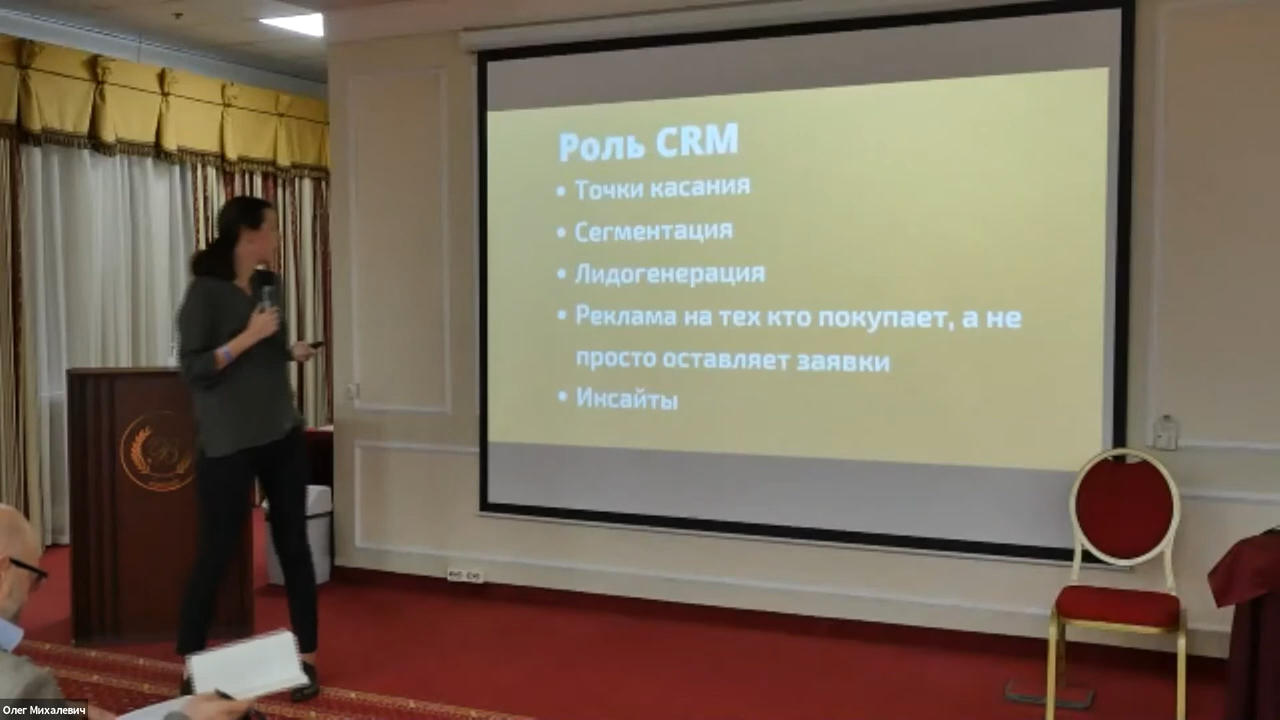 Роль CRM
• Точки касания
• Сегментация
• Лидогенерация
• Реклама на тех кто покупает, а не
просто оставляет заявки
• Инсайты
Олег Михалевич